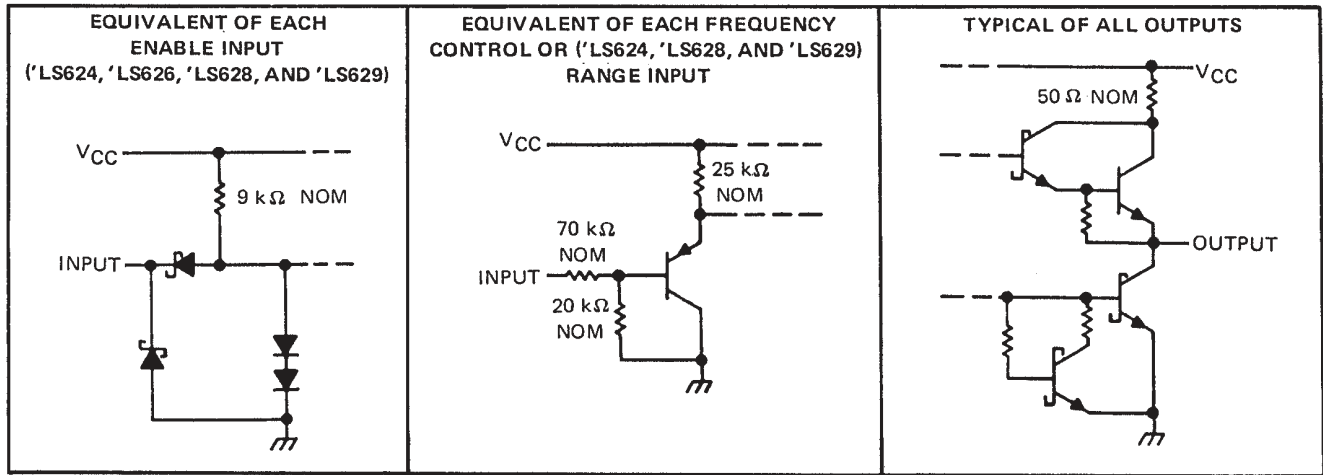 EQUIVALENT OF EACH
ENABLE INPUT
('LS624, 'LS626, 'LS628, AND 'LS629)
VCC
9 kΩ NOM
INPUT
EQUIVALENT OF EACH FREQUENCY
CONTROL OR ('LS624, 'LS628, AND 'LS629)
RANGE INPUT
VCC
25 kΩ
NOM
70 kΩ
NOM
INPUT
20 kΩ
NOM
TYPICAL OF ALL OUTPUTS
VCC
50 Ω NOM
OUTPUT